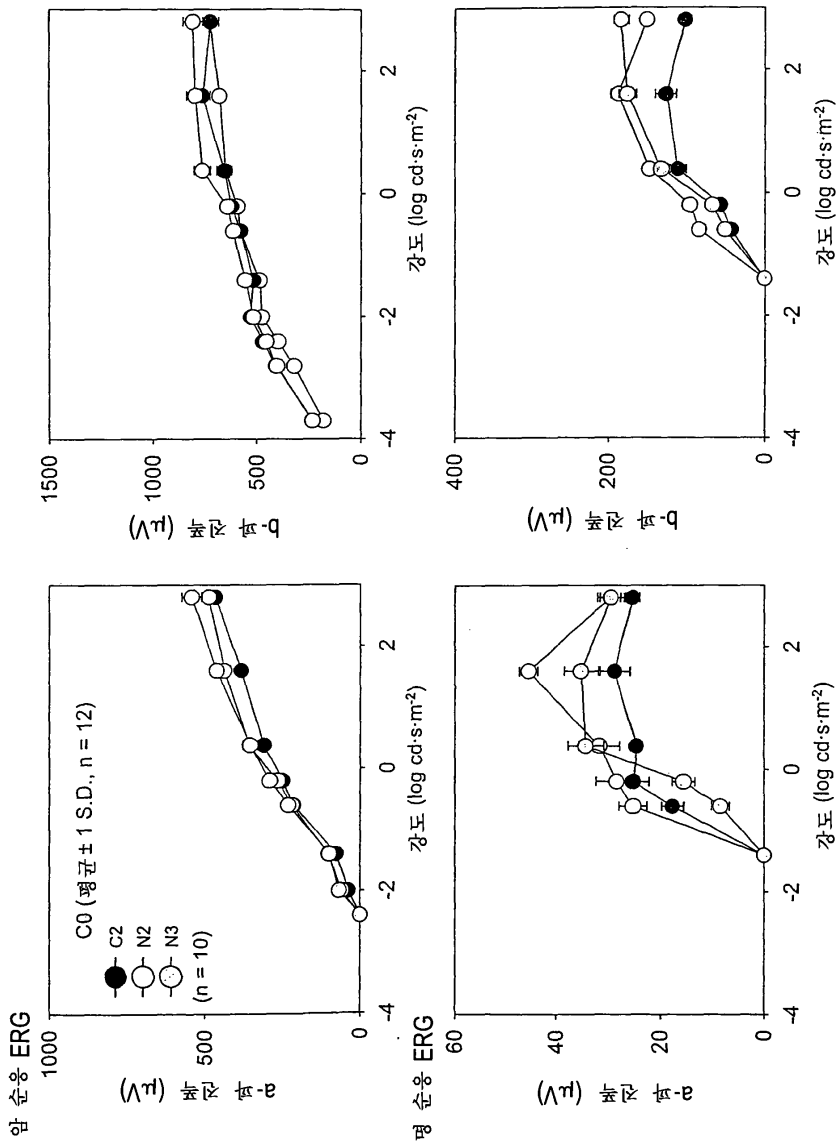 암 순응 ERG
1000
500
0
a-파 진폭 (μV)
C0 (평균 ± 1 S.D., n = 12)
C2
N2
N3
(n = 10)
-4
-2
0
2
강도 (log cd·s·m-2)
1500
1000
500
0
b-파 진폭 (μV)
-4
-2
0
2
강도 (log cd·s·m-2)
명 순응 ERG
60
40
20
0
a-파 진폭 (μV)
-4
-2
0
2
강도 (log cd·s·m-2)
400
200
0
b-파 진폭 (μV)
-4
-2
0
2
강도 (log cd·s·m-2)